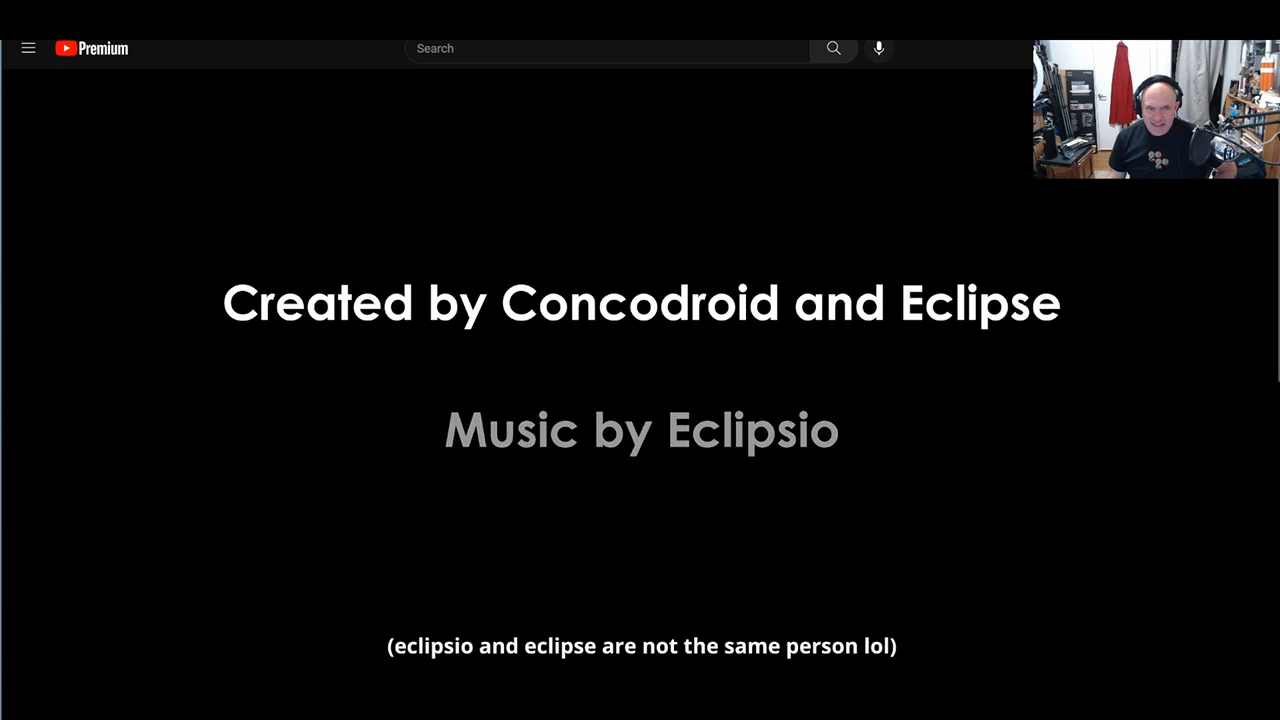 Premium
Search
Created by Concodroid and Eclipse
Music by Eclipsio
(eclipsio and eclipse are not the same person lol)